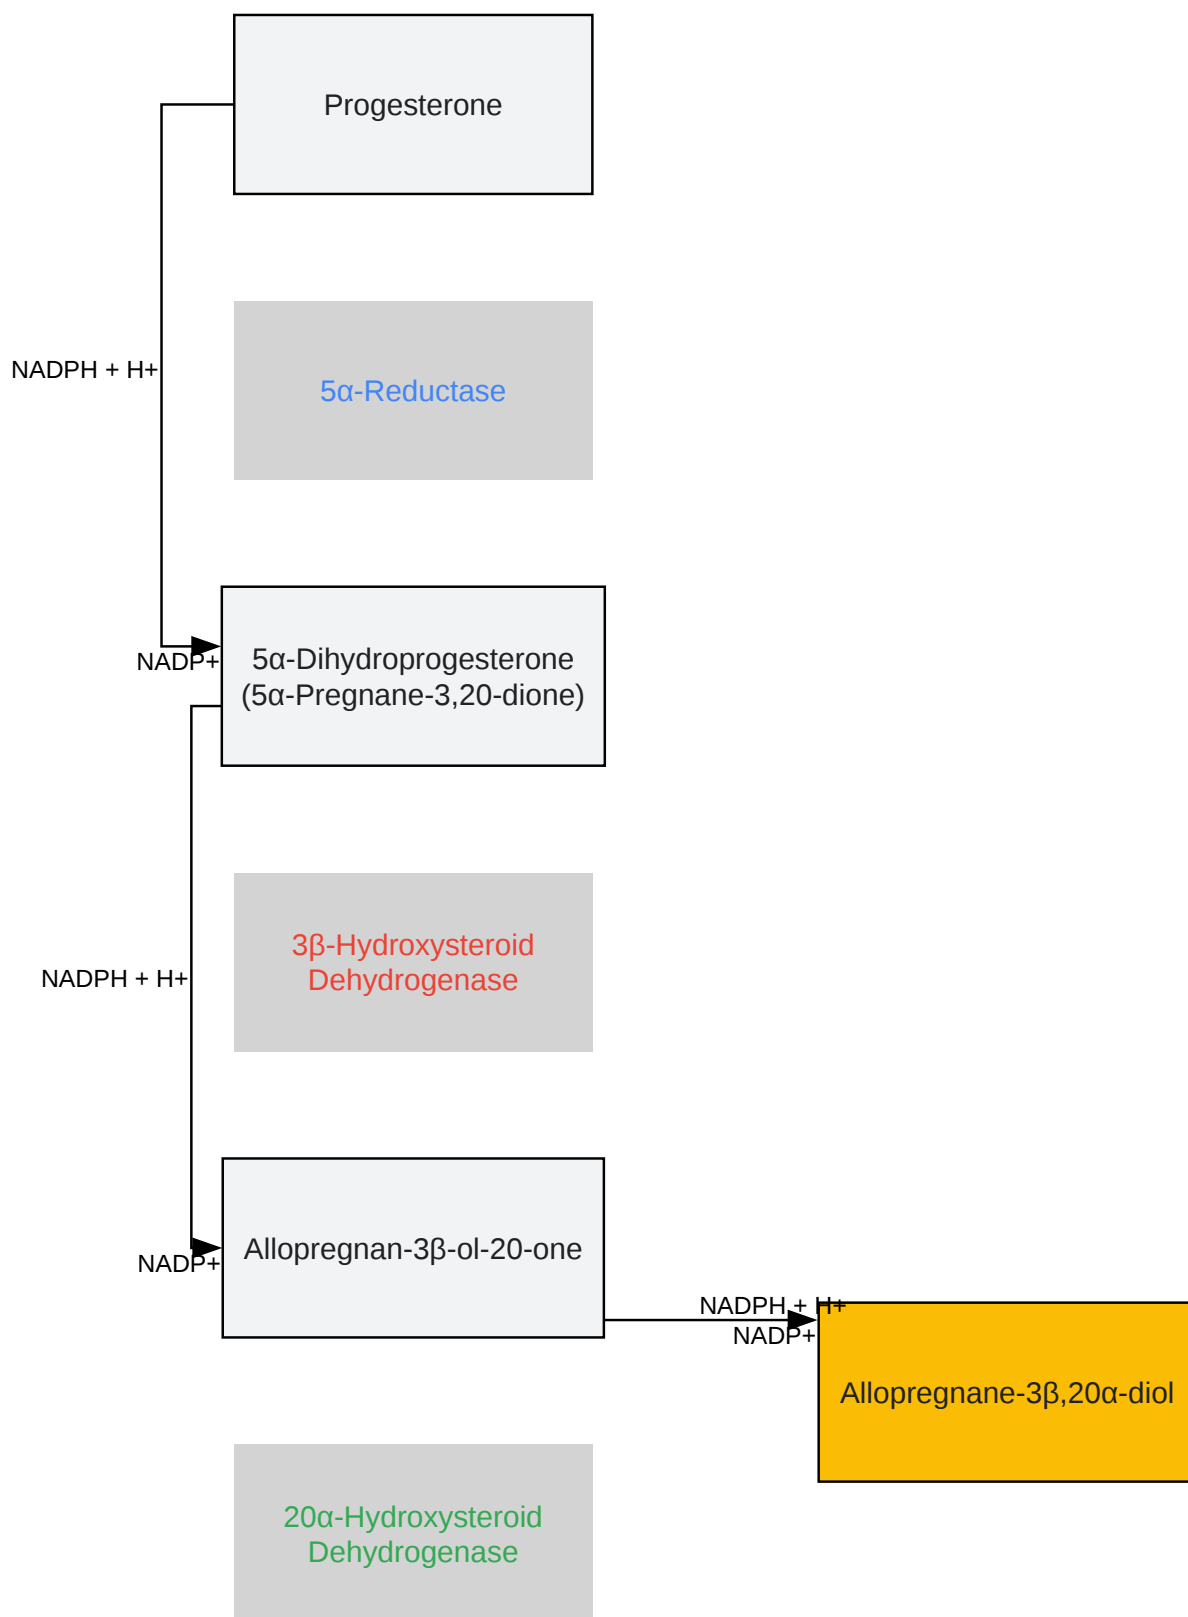 Progesterone
NADPH + H+
5α-Reductase
NADP+
5α-Dihydroprogesterone
(5α-Pregnane-3,20-dione)
3β-Hydroxysteroid
Dehydrogenase
NADPH + H+
Allopregnan-3β-ol-20-one
NADP+
NADPH + H+
NADP+
Allopregnane-3β,20α-diol
20α-Hydroxysteroid
Dehydrogenase